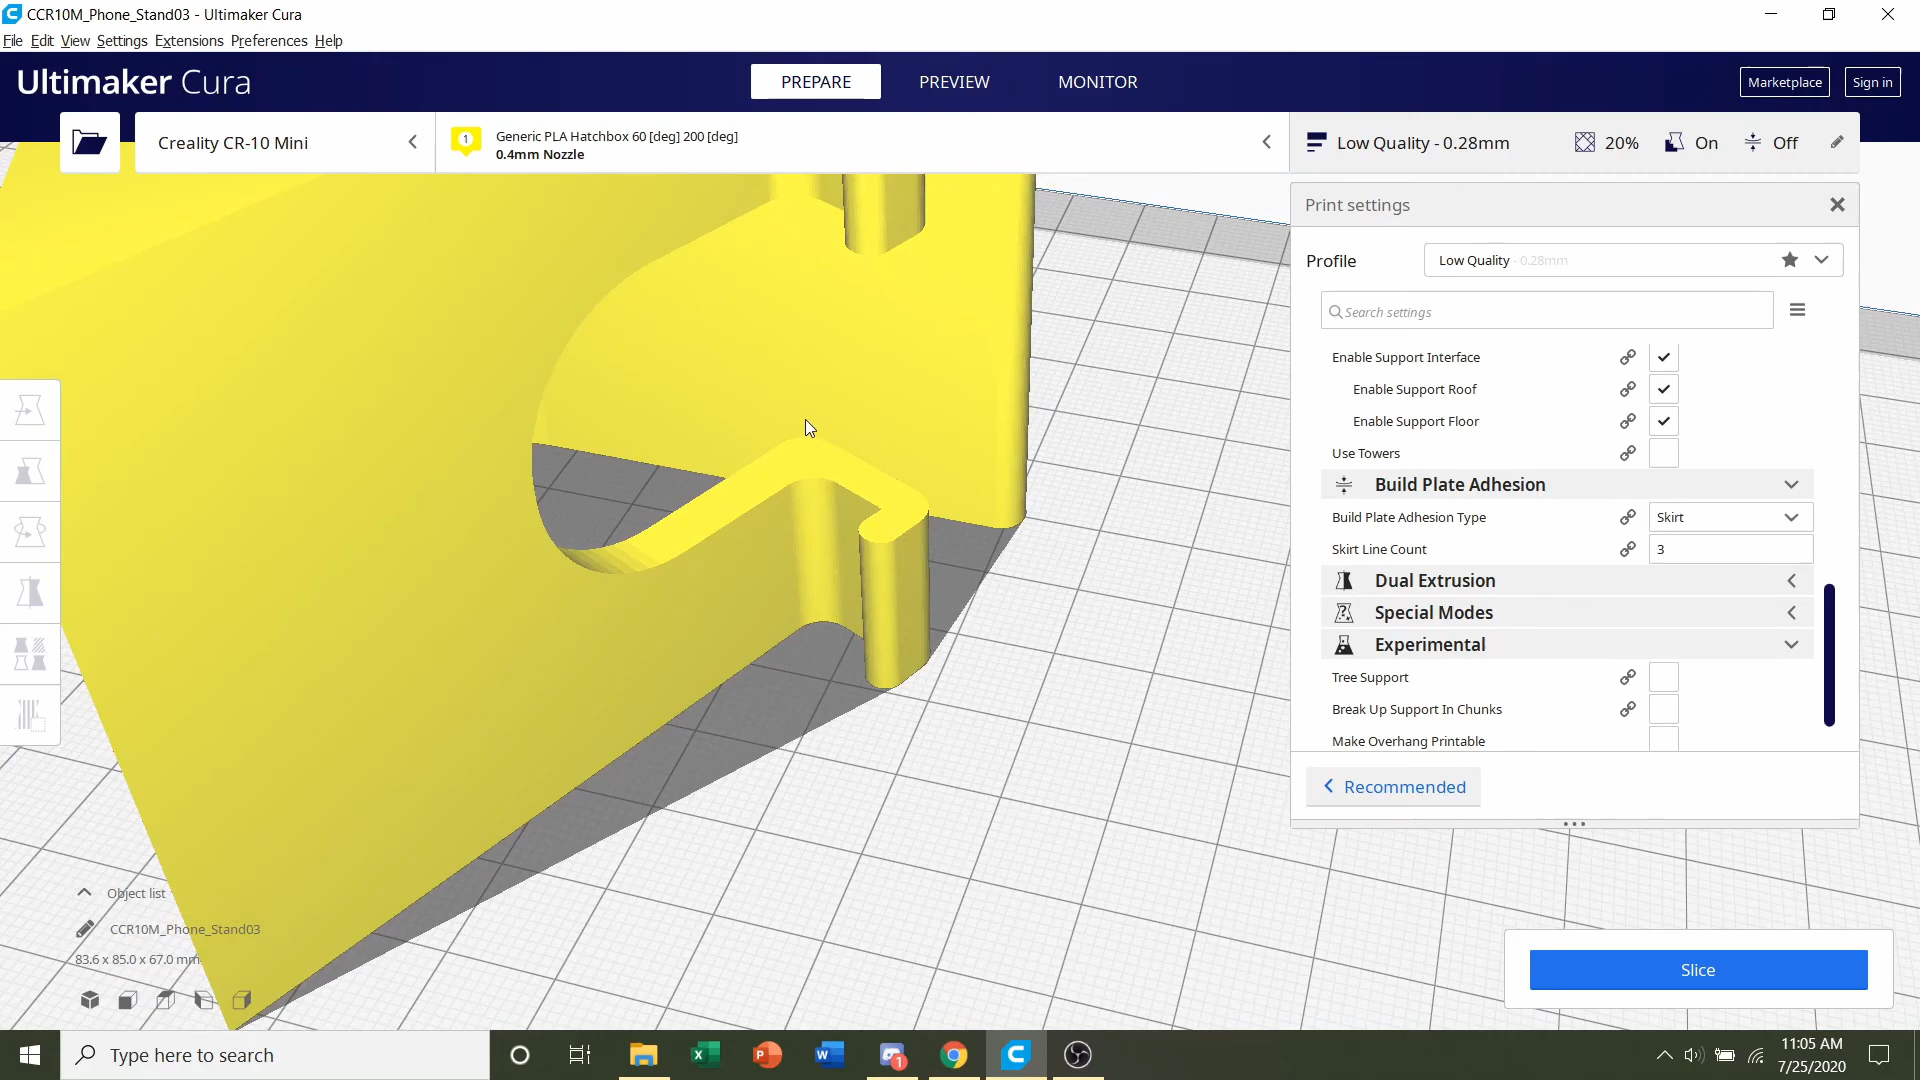 CCR10M_Phone_Stand03 - Ultimaker Cura
File Edit View Settings Extensions Preferences Help
Ultimaker Cura
PREPARE
PREVIEW
MONITOR
Marketplace
Sign in
Creality CR-10 Mini
1
Generic PLA Hatchbox 60 [deg] 200 [deg]
0.4mm Nozzle
Low Quality - 0.28mm
20%
On
Off
Print settings
Profile
Low Quality - 0.28mm
Search settings
Enable Support Interface
Enable Support Roof
Enable Support Floor
Use Towers
Build Plate Adhesion
Build Plate Adhesion Type
Skirt
Skirt Line Count
3
Dual Extrusion
Special Modes
Experimental
Tree Support
Break Up Support In Chunks
Make Overhang Printable
Recommended
Object list
CCR10M_Phone_Stand03
83.6 x 85.0 x 67.0 mm
Slice
Type here to search
1
11:05 AM
7/25/2020